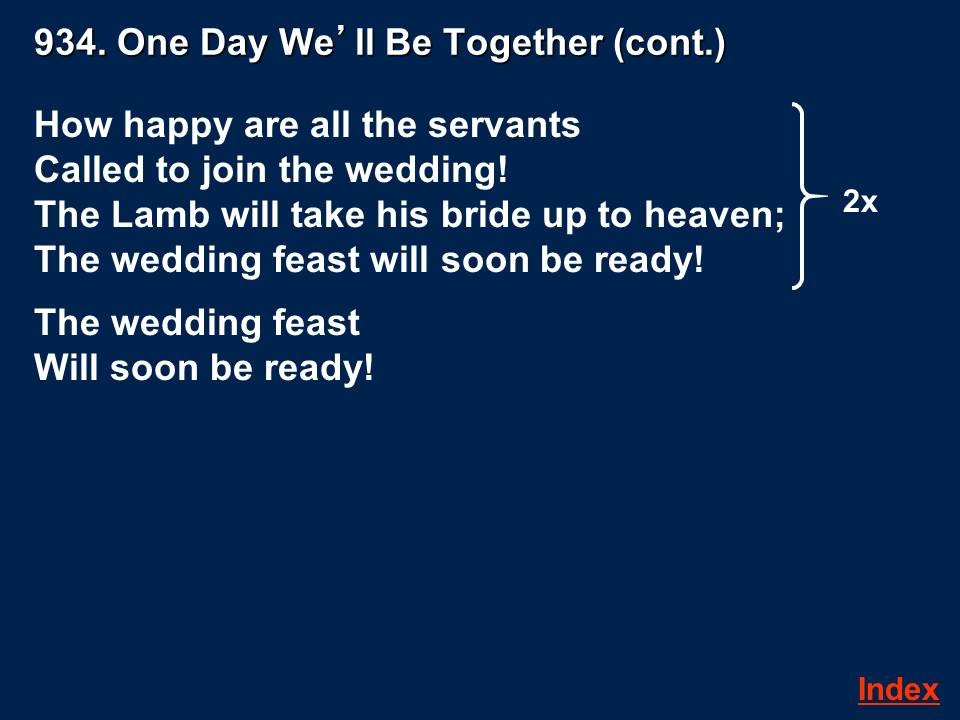 934. One Day We’ ll Be Together (cont.)
How happy are all the servants
Called to join the wedding!
The Lamb will take his bride up to heaven;
The wedding feast will soon be ready!
2x
The wedding feast
Will soon be ready!
Index